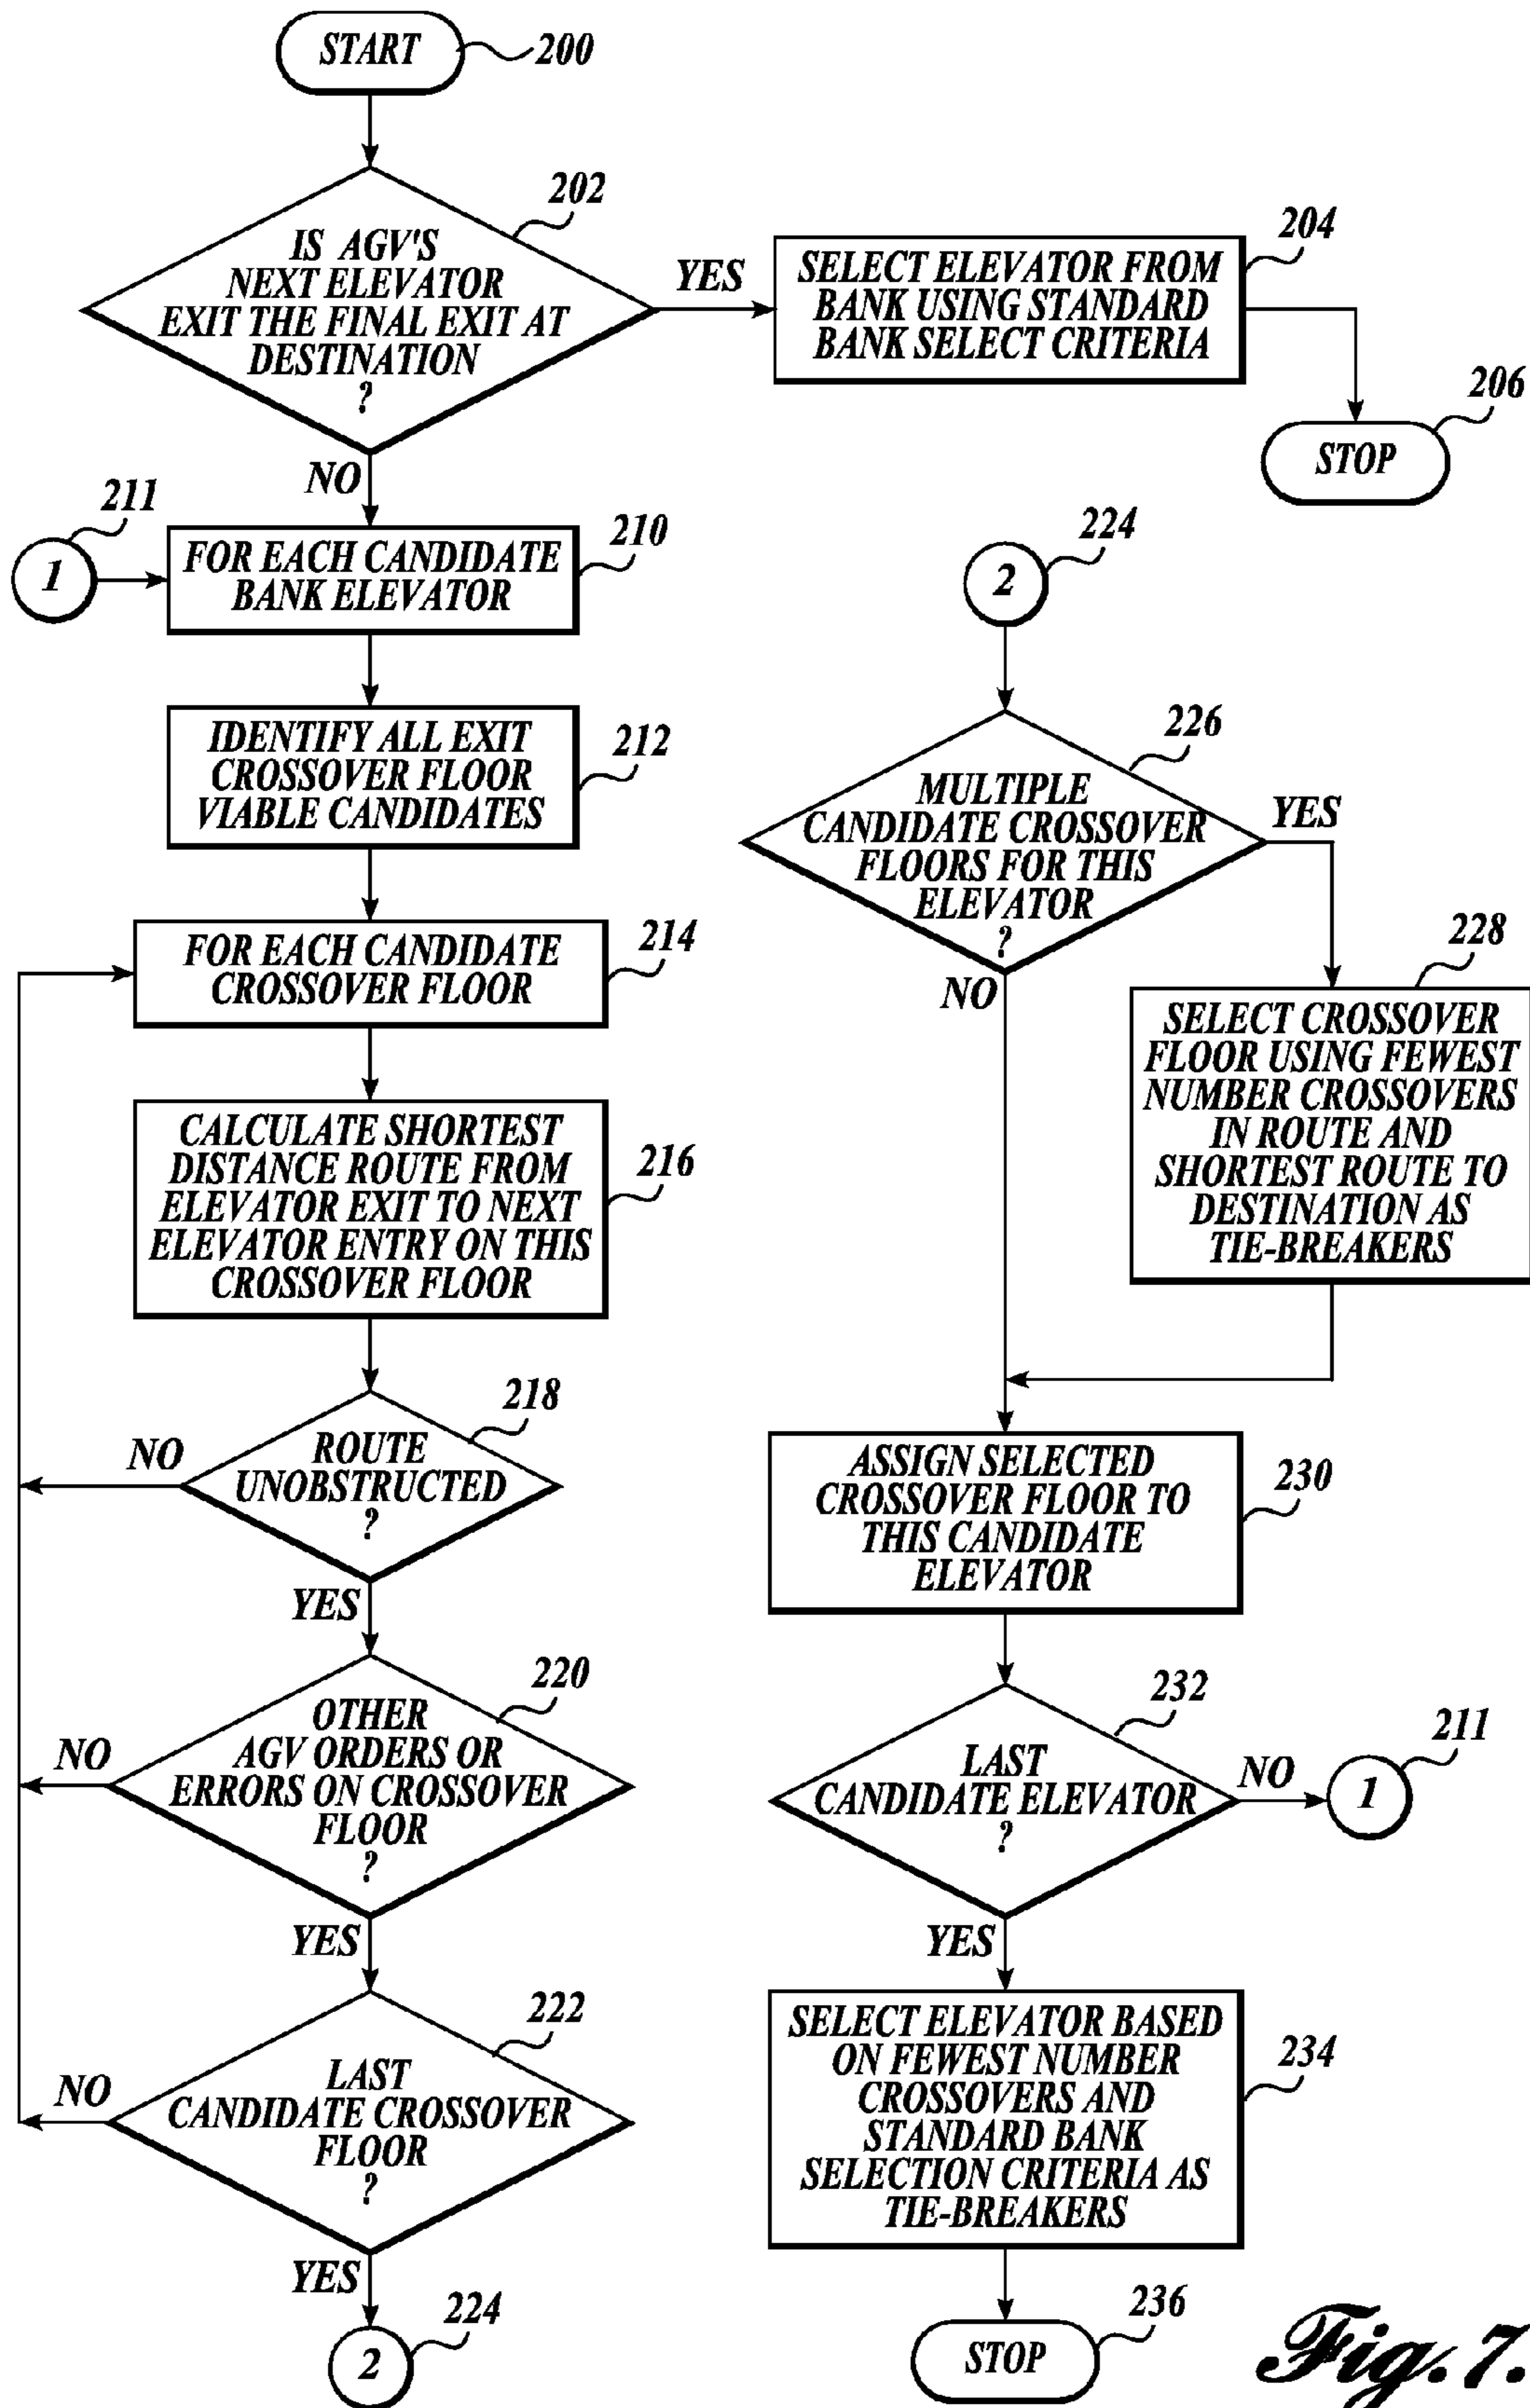 START
200
202
IS AGV'S
NEXT ELEVATOR
EXIT THE FINAL EXIT AT
DESTINATION
?
YES
204
SELECT ELEVATOR FROM
BANK USING STANDARD
BANK SELECT CRITERIA
206
STOP
NO
211
1
210
FOR EACH CANDIDATE
BANK ELEVATOR
212
IDENTIFY ALL EXIT
CROSSOVER FLOOR
VIABLE CANDIDATES
214
FOR EACH CANDIDATE
CROSSOVER FLOOR
216
CALCULATE SHORTEST
DISTANCE ROUTE FROM
ELEVATOR EXIT TO NEXT
ELEVATOR ENTRY ON THIS
CROSSOVER FLOOR
218
ROUTE
UNOBSTRUCTED
?
NO
YES
220
OTHER
AGV ORDERS OR
ERRORS ON CROSSOVER
FLOOR
?
NO
YES
222
LAST
CANDIDATE CROSSOVER
FLOOR
?
NO
YES
224
2
224
2
226
MULTIPLE
CANDIDATE CROSSOVER
FLOORS FOR THIS
ELEVATOR
?
YES
NO
228
SELECT CROSSOVER
FLOOR USING FEWEST
NUMBER CROSSOVERS
IN ROUTE AND
SHORTEST ROUTE TO
DESTINATION AS
TIE-BREAKERS
230
ASSIGN SELECTED
CROSSOVER FLOOR TO
THIS CANDIDATE
ELEVATOR
232
LAST
CANDIDATE ELEVATOR
?
NO
211
1
YES
234
SELECT ELEVATOR BASED
ON FEWEST NUMBER
CROSSOVERS AND
STANDARD BANK
SELECTION CRITERIA AS
TIE-BREAKERS
236
STOP
Fig.7.